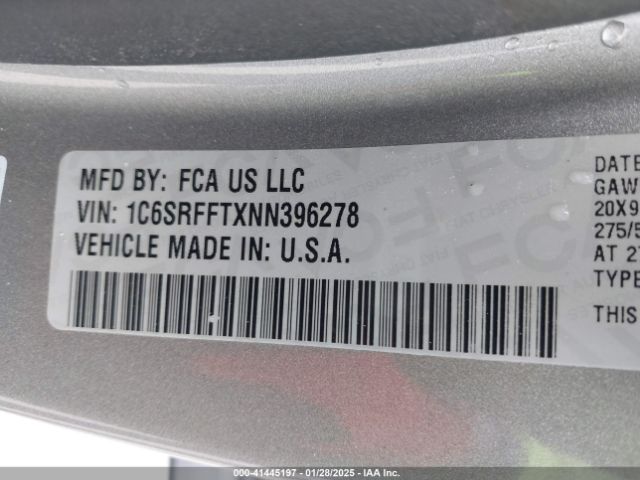 MFD BY: FCA US LLC
VIN: 1C6SRFFTXNN396278
VEHICLE MADE IN: U.S.A.
DATE
GAW
20X9
275/5
AT 27
TYPE
THIS
000-41445197 - 01/28/2025 - IAA Inc.